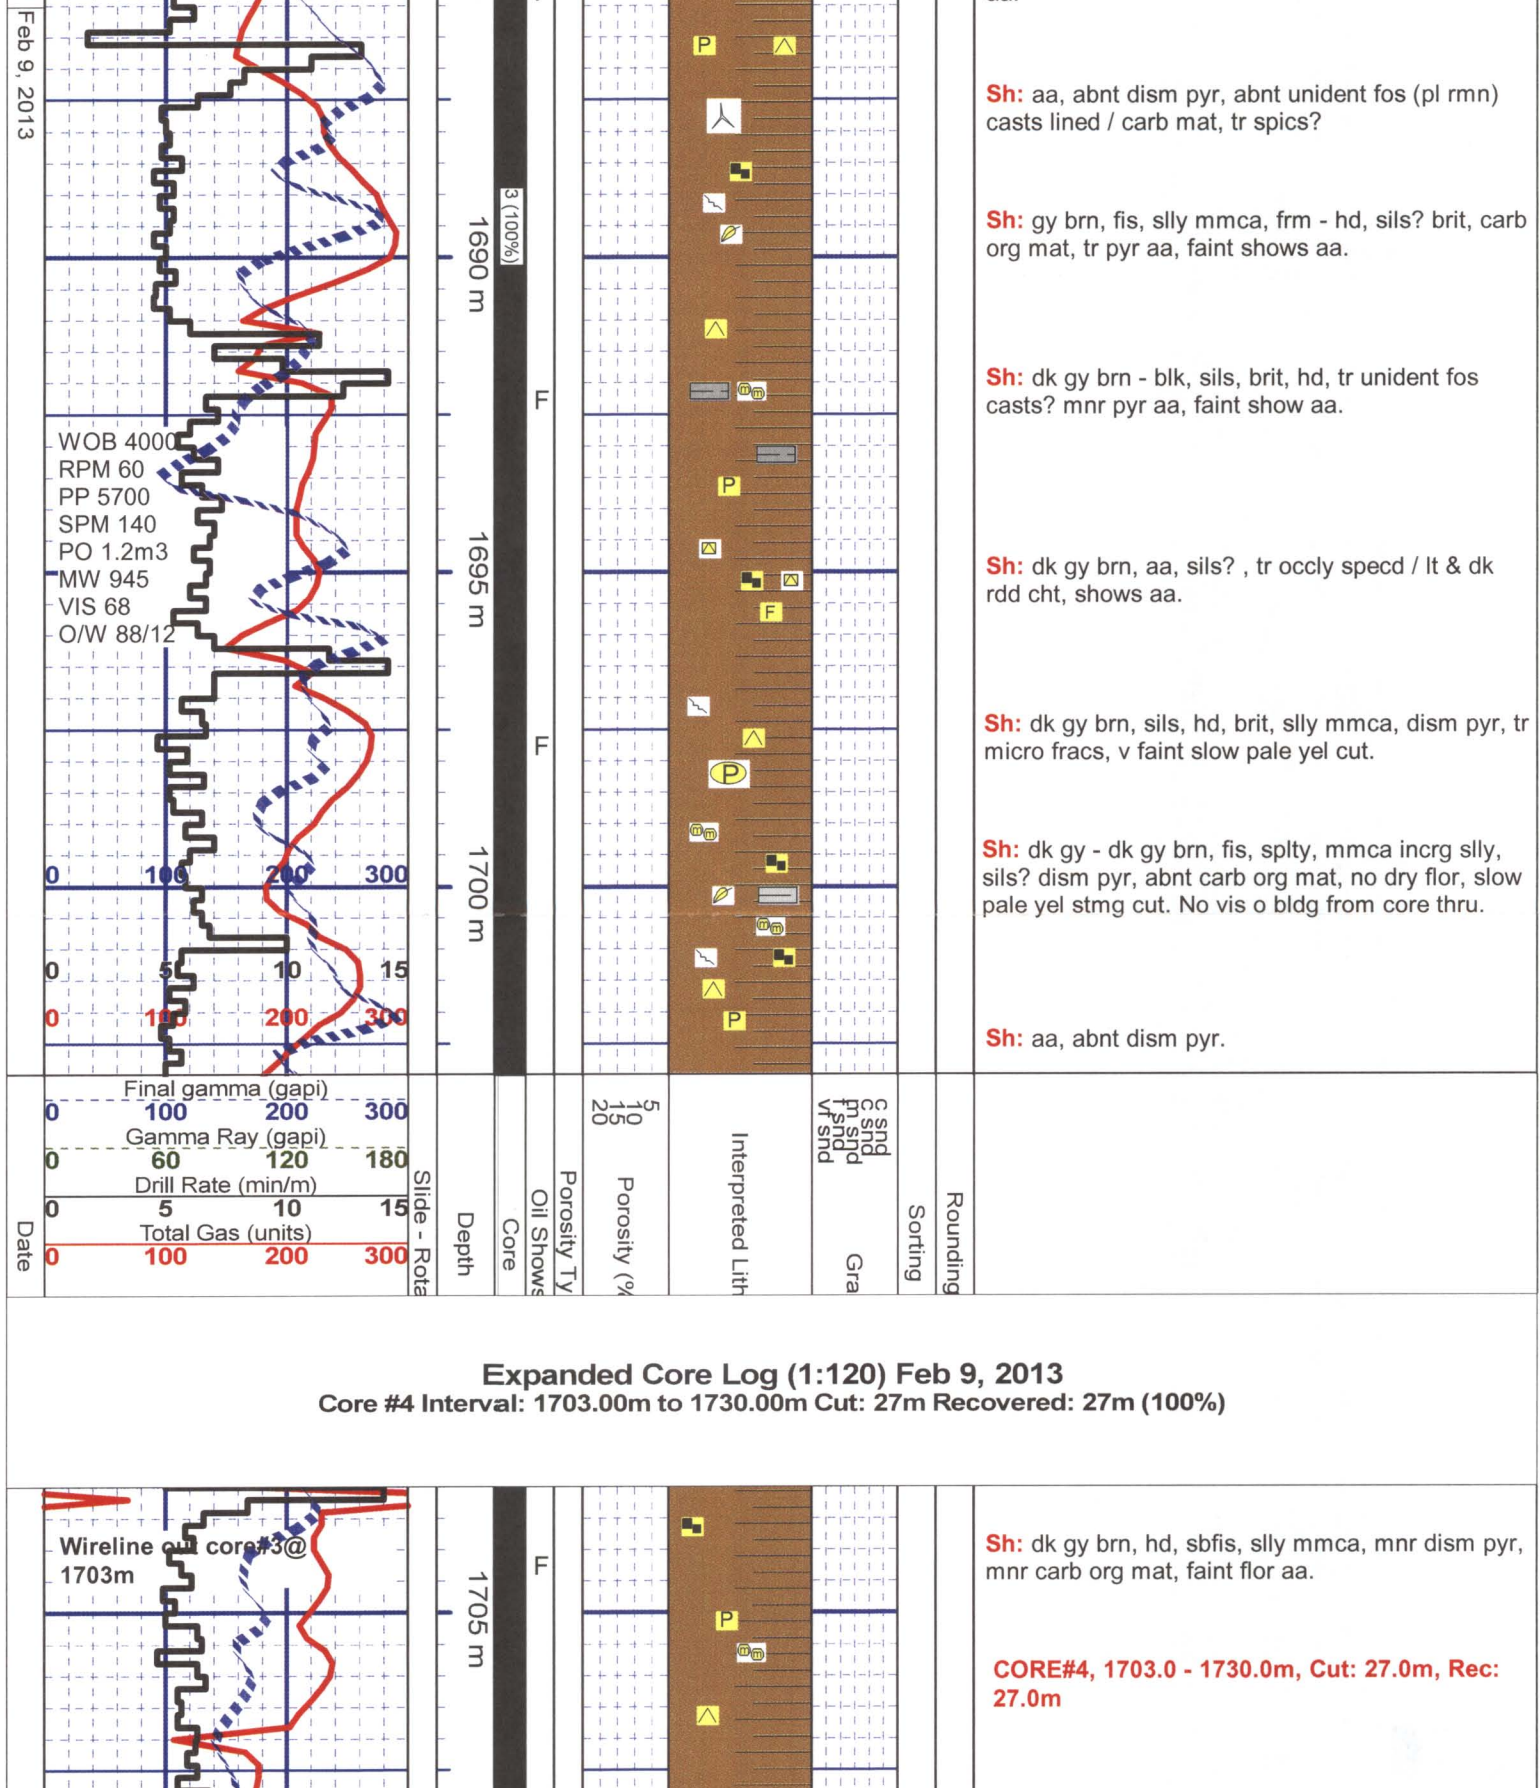 Feb 9, 2013
P
Sh: aa, abnt dism pyr, abnt unident fos (pl rmn)
casts lined / carb mat, tr spics?
3 (100%)
1690 m
Sh: gy brn, fis, slly mmca, frm - hd, sils? brit, carb
org mat, tr pyr aa, faint shows aa.
Sh: dk gy brn - blk, sils, brit, hd, tr unident fos
casts? mnr pyr aa, faint show aa.
m m
WOB 4000
RPM 60
PP 5700
SPM 140
PO 1.2m3
MW 945
VIS 68
O/W 88/12
P
1695 m
F
Sh: dk gy brn, aa, sils? , tr occly specd / lt & dk
rdd cht, shows aa.
Sh: dk gy brn, sils, hd, brit, slly mmca, dism pyr, tr
micro fracs, v faint slow pale yel cut.
F
P
m m
Sh: dk gy - dk gy brn, fis, splty, mmca incrg slly,
sils? dism pyr, abnt carb org mat, no dry flor, slow
pale yel stmg cut. No vis o bldg from core thru.
0 100 200 300
1700 m
m m
0 5 10 15
0 100 200 300
P
Sh: aa, abnt dism pyr.
Final gamma (gapi)
0 100 200 300
Gamma Ray (gapi)
0 60 120 180
Drill Rate (min/m)
0 5 10 15
Total Gas (units)
0 100 200 300
Date
Slide - Rota
Depth
Core
Oil Shows
Porosity Ty
5
10
15
20
Porosity (%
Interpreted Lith
c snd
m snd
f snd
vf snd
Gra
Sorting
Rounding
Expanded Core Log (1:120) Feb 9, 2013
Core #4 Interval: 1703.00m to 1730.00m Cut: 27m Recovered: 27m (100%)
Wireline out core#3@
1703m
F
1705 m
P
m m
Sh: dk gy brn, hd, sbfis, slly mmca, mnr dism pyr,
mnr carb org mat, faint flor aa.
CORE#4, 1703.0 - 1730.0m, Cut: 27.0m, Rec:
27.0m